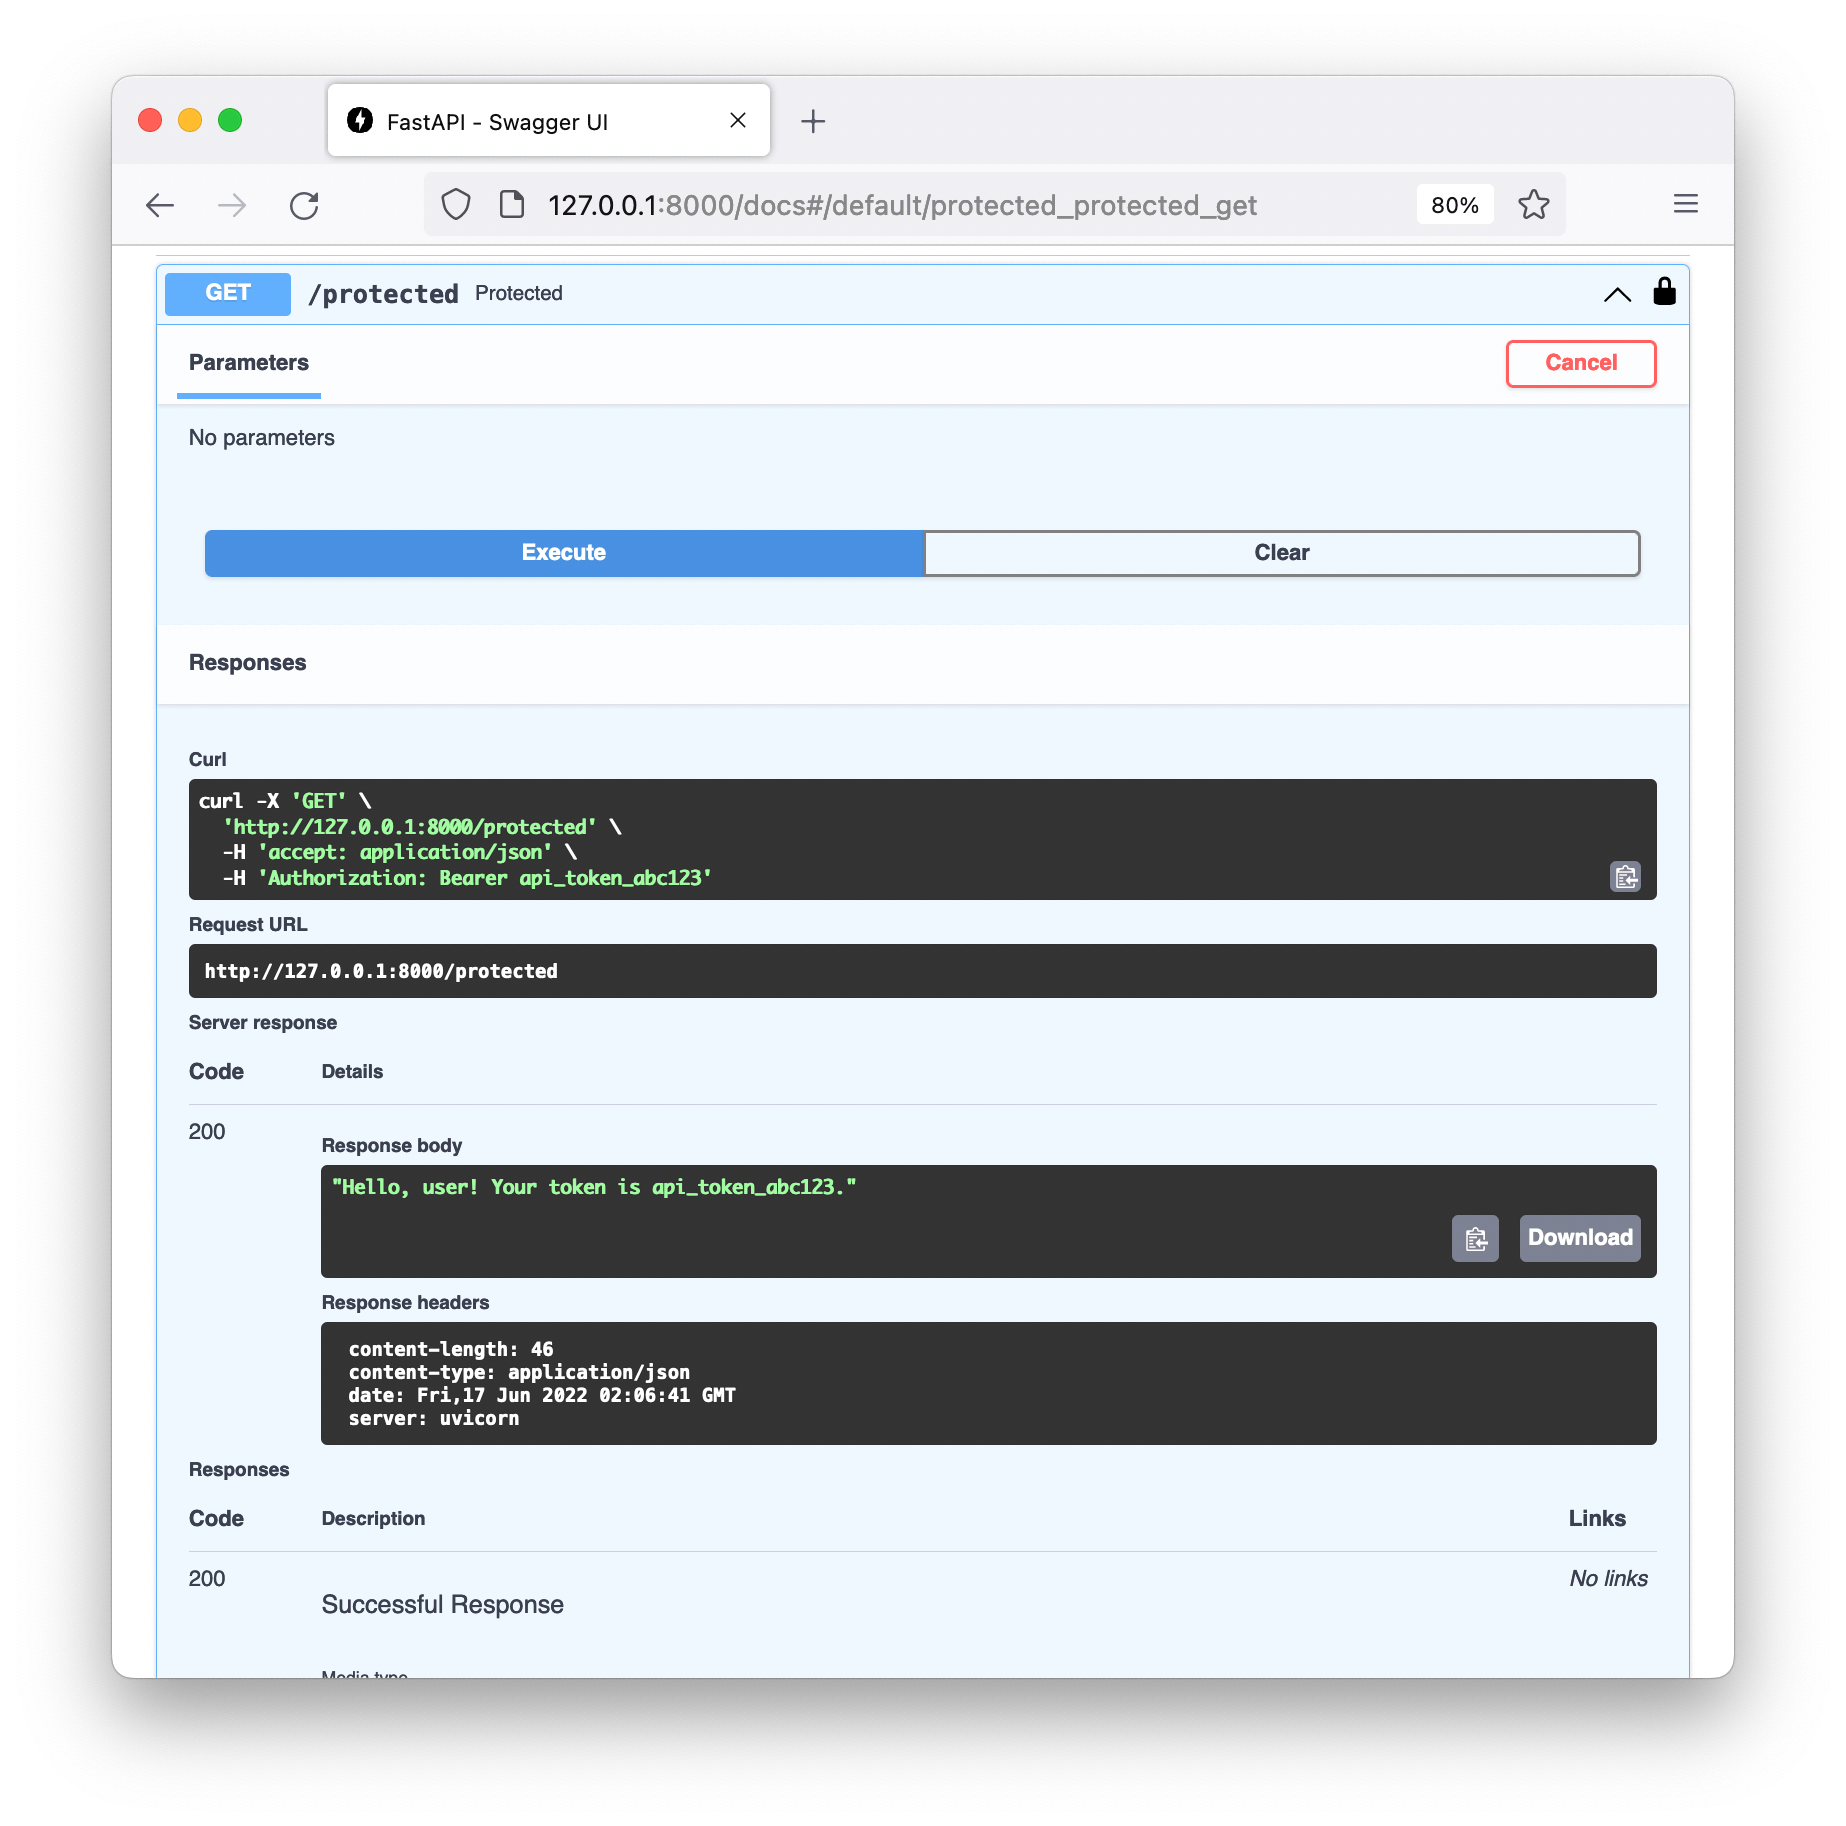 FastAPI - Swagger UI
127.0.0.1:8000/docs#/default/protected_protected_get 80%
GET /protected Protected
Parameters Cancel
No parameters
Execute Clear
Responses
Curl
curl -X 'GET' \
'http://127.0.0.1:8000/protected' \
-H 'accept: application/json' \
-H 'Authorization: Bearer api_token_abc123'
Request URL
http://127.0.0.1:8000/protected
Server response
Code Details
200
Response body
"Hello, user! Your token is api_token_abc123."
Download
Response headers
content-length: 46
content-type: application/json
date: Fri,17 Jun 2022 02:06:41 GMT
server: uvicorn
Responses
Code Description Links
200 No links
Successful Response
Media type